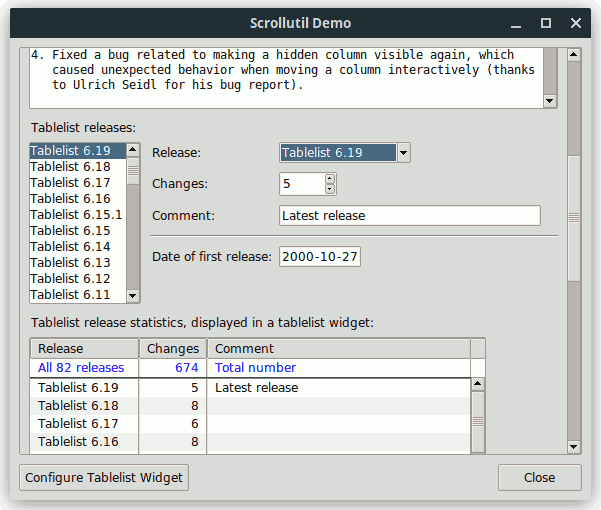 Scrollutil Demo
4. Fixed a bug related to making a hidden column visible again, which
caused unexpected behavior when moving a column interactively (thanks
to Ulrich Seidl for his bug report).
Tablelist releases:
Tablelist 6.19
Tablelist 6.18
Tablelist 6.17
Tablelist 6.16
Tablelist 6.15.1
Tablelist 6.15
Tablelist 6.14
Tablelist 6.13
Tablelist 6.12
Tablelist 6.11
Release: Tablelist 6.19
Changes: 5
Comment: Latest release
Date of first release: 2000-10-27
Tablelist release statistics, displayed in a tablelist widget:
Release Changes Comment
All 82 releases 674 Total number
Tablelist 6.19 5 Latest release
Tablelist 6.18 8
Tablelist 6.17 6
Tablelist 6.16 8
Configure Tablelist Widget Close